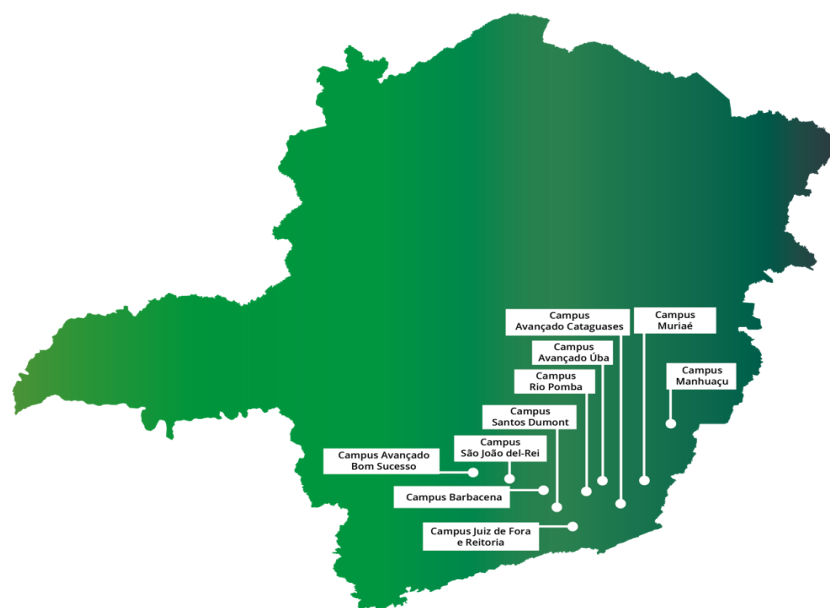 Campus
Avançado Cataguases
Campus
Muriaé
Campus
Avançado Úba
Campus
Manhuaçu
Campus
Rio Pomba
Campus
Santos Dumont
Campus
São João del-Rei
Campus Avançado
Bom Sucesso
Campus Barbacena
Campus Juiz de Fora
e Reitoria